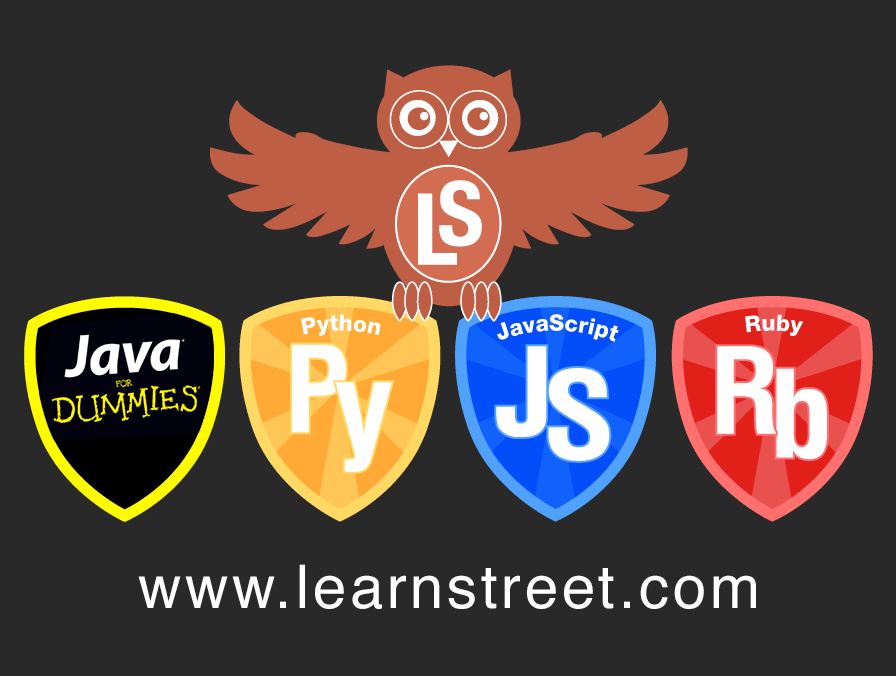 LS
Java
FOR
DUMMIES
Python
Py
JavaScript
JS
Ruby
Rb
www.learnstreet.com